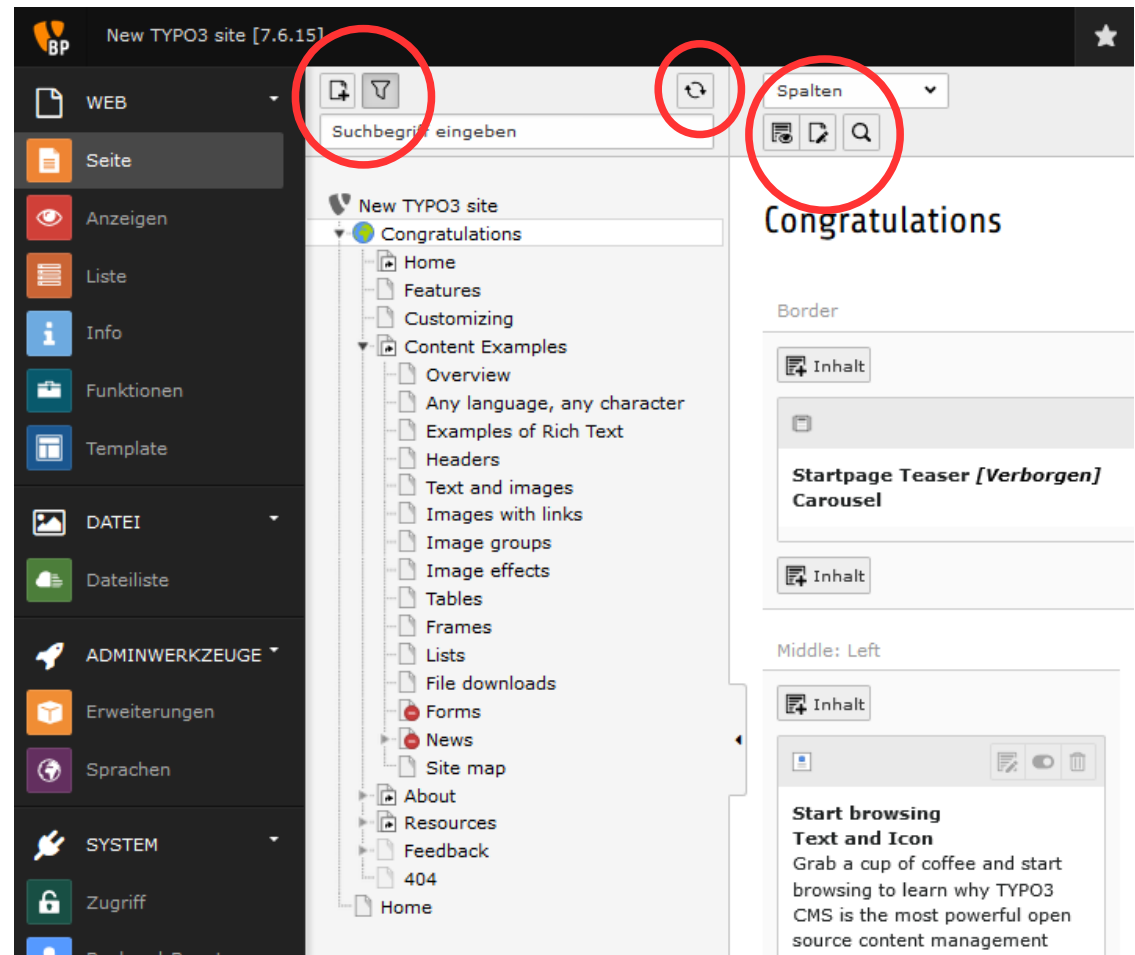 BP
New TYPO3 site [7.6.15]
WEB
Seite
Anzeigen
Liste
Info
Funktionen
Template
DATEI
Dateiliste
ADMINWERKZEUGE
Erweiterungen
Sprachen
SYSTEM
Zugriff
Suchbegriff eingeben
New TYPO3 site
Congratulations
Home
Features
Customizing
Content Examples
Overview
Any language, any character
Examples of Rich Text
Headers
Text and images
Images with links
Image groups
Image effects
Tables
Frames
Lists
File downloads
Forms
News
Site map
About
Resources
Feedback
404
Home
Spalten
Congratulations
Border
Inhalt
Startpage Teaser [Verborgen]
Carousel
Inhalt
Middle: Left
Inhalt
Start browsing
Text and Icon
Grab a cup of coffee and start
browsing to learn why TYPO3
CMS is the most powerful open
source content management